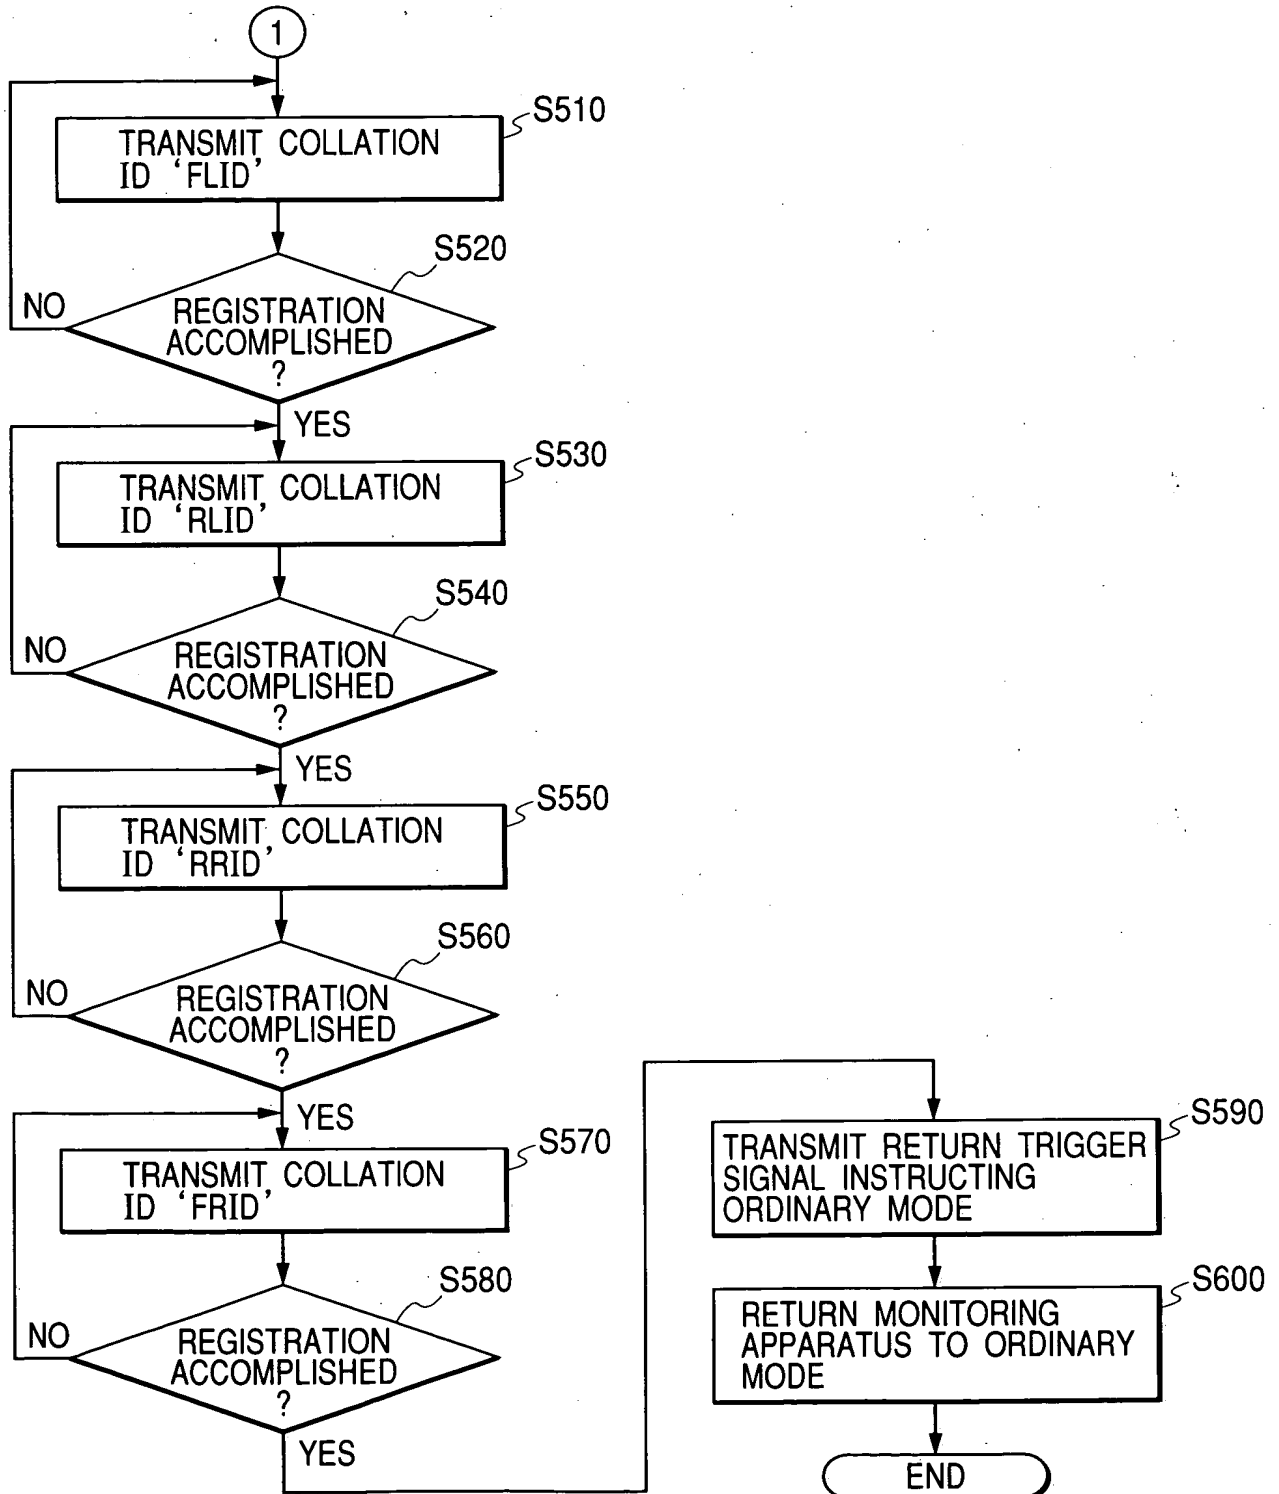 1
S510
TRANSMIT COLLATION
ID ‘FLID’
S520
NO
REGISTRATION
ACCOMPLISHED
?
YES
S530
TRANSMIT COLLATION
ID ‘RLID’
S540
NO
REGISTRATION
ACCOMPLISHED
?
YES
S550
TRANSMIT COLLATION
ID ‘RRID’
S560
NO
REGISTRATION
ACCOMPLISHED
?
YES
S570
TRANSMIT COLLATION
ID ‘FRID’
S580
NO
REGISTRATION
ACCOMPLISHED
?
YES
S590
TRANSMIT RETURN TRIGGER
SIGNAL INSTRUCTING
ORDINARY MODE
S600
RETURN MONITORING
APPARATUS TO ORDINARY
MODE
END